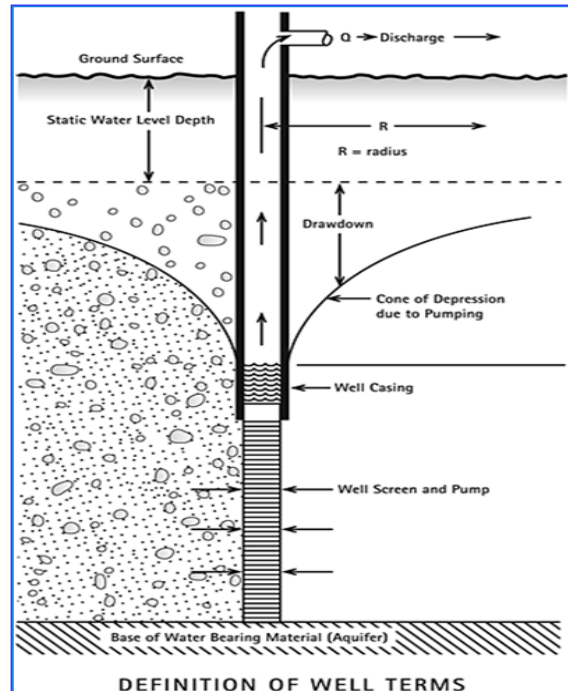 Q → Discharge
Ground Surface
Static Water Level Depth
R
R = radius
Drawdown
Cone of Depression
due to Pumping
Well Casing
Well Screen and Pump
Base of Water Bearing Material (Aquifer)
DEFINITION OF WELL TERMS